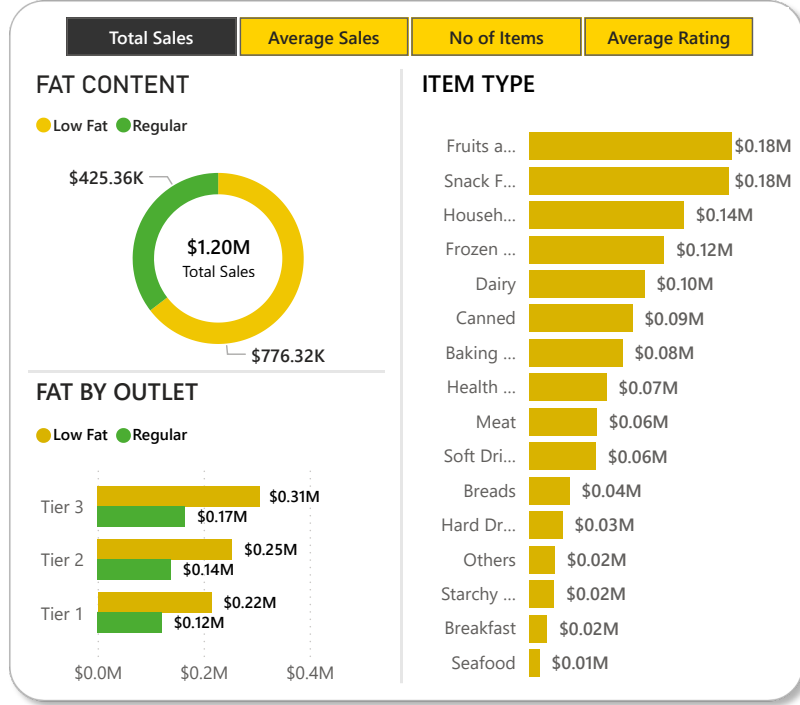 Total Sales
Average Sales
No of Items
Average Rating
FAT CONTENT
Low Fat
Regular
$425.36K
$1.20M
Total Sales
$776.32K
FAT BY OUTLET
Low Fat
Regular
Tier 3
$0.31M
$0.17M
Tier 2
$0.25M
$0.14M
Tier 1
$0.22M
$0.12M
$0.0M
$0.2M
$0.4M
ITEM TYPE
Fruits a... $0.18M
Snack F... $0.18M
Househ... $0.14M
Frozen ... $0.12M
Dairy $0.10M
Canned $0.09M
Baking ... $0.08M
Health ... $0.07M
Meat $0.06M
Soft Dri... $0.06M
Breads $0.04M
Hard Dr... $0.03M
Others $0.02M
Starchy ... $0.02M
Breakfast $0.02M
Seafood $0.01M